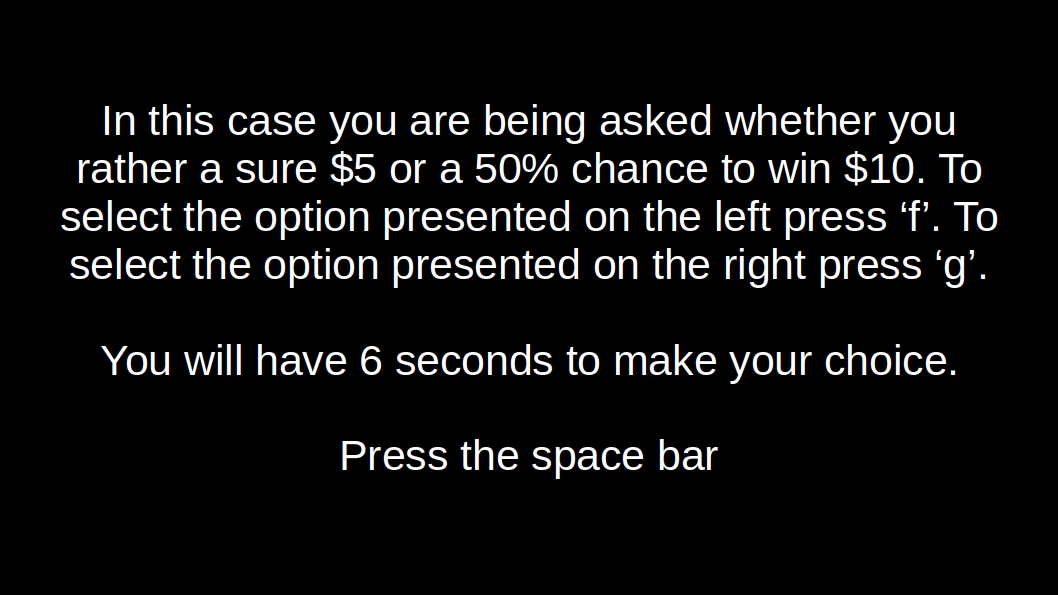 In this case you are being asked whether you
rather a sure $5 or a 50% chance to win $10. To
select the option presented on the left press ‘f’. To
select the option presented on the right press ‘g’.
You will have 6 seconds to make your choice.
Press the space bar